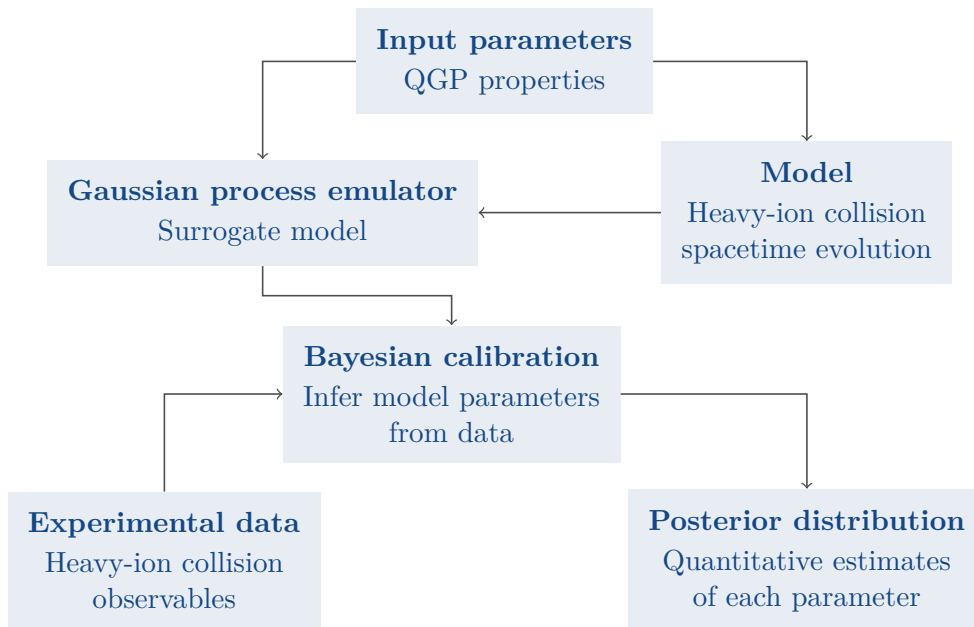 Input parameters
QGP properties
Gaussian process emulator
Surrogate model
Model
Heavy-ion collision
spacetime evolution
Bayesian calibration
Infer model parameters
from data
Experimental data
Heavy-ion collision
observables
Posterior distribution
Quantitative estimates
of each parameter